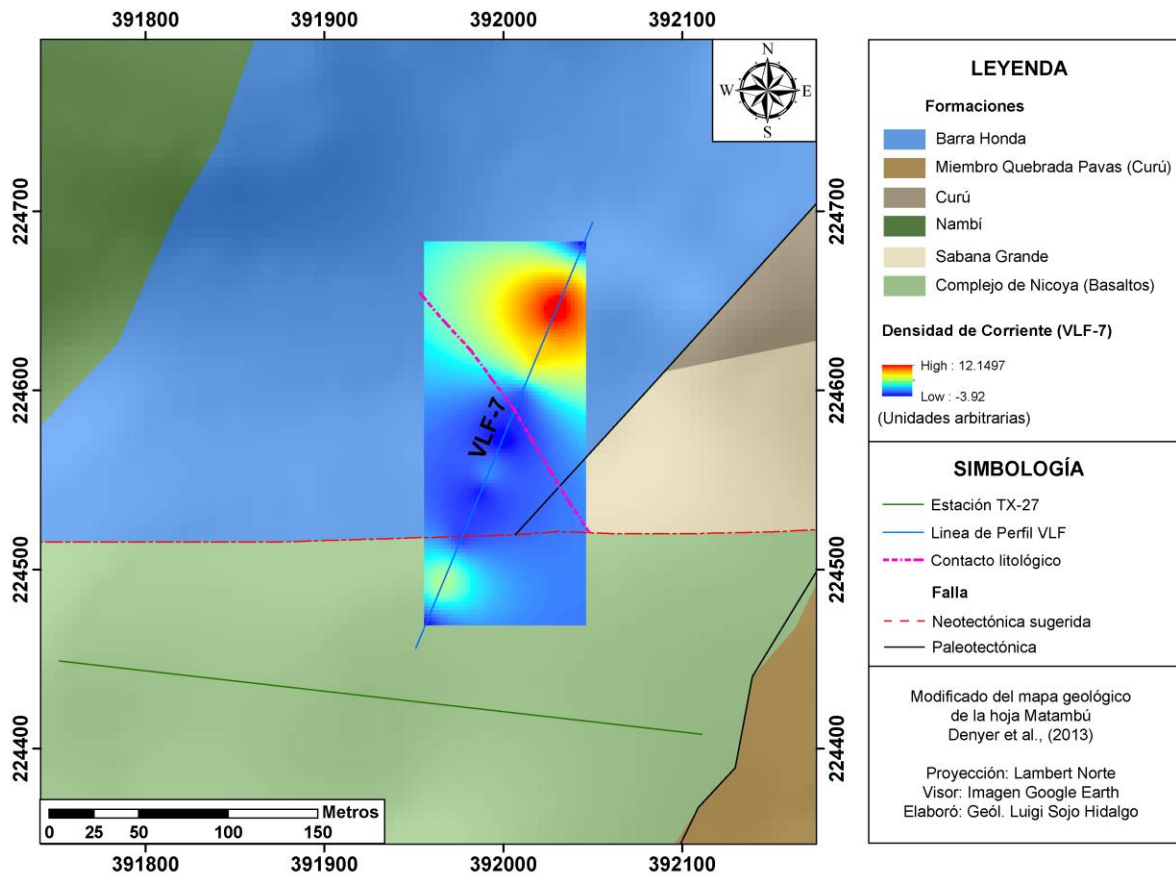 391800 391900 392000 392100
224700
224600
224500
224400
224700
224600
224500
224400
N
W E
S
VLF-7
Metros
0 25 50 100 150
391800 391900 392000 392100
LEYENDA
Formaciones
Barra Honda
Miembro Quebrada Pavas (Curú)
Curú
Nambí
Sabana Grande
Complejo de Nicoya (Basaltos)
Densidad de Corriente (VLF-7)
High : 12.1497
Low : -3.92
(Unidades arbitrarias)
SIMBOLOGÍA
Estación TX-27
Linea de Perfil VLF
Contacto litológico
Falla
Neotectónica sugerida
Paleotectónica
Modificado del mapa geológico
de la hoja Matambú
Denyer et al., (2013)
Proyección: Lambert Norte
Visor: Imagen Google Earth
Elaboró: Geól. Luigi Sojo Hidalgo